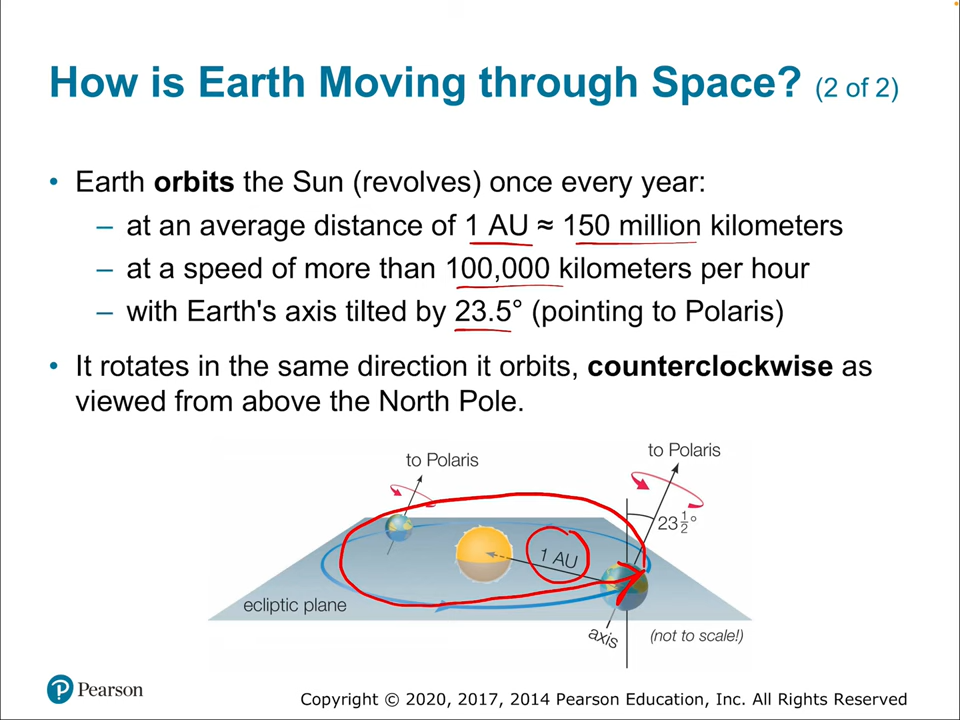 How is Earth Moving through Space? (2 of 2)
• Earth orbits the Sun (revolves) once every year:
– at an average distance of 1 AU ≈ 150 million kilometers
– at a speed of more than 100,000 kilometers per hour
– with Earth's axis tilted by 23.5° (pointing to Polaris)
• It rotates in the same direction it orbits, counterclockwise as
viewed from above the North Pole.
to Polaris
to Polaris
23 1/2°
1 AU
ecliptic plane
axis
(not to scale!)
P Pearson
Copyright © 2020, 2017, 2014 Pearson Education, Inc. All Rights Reserved